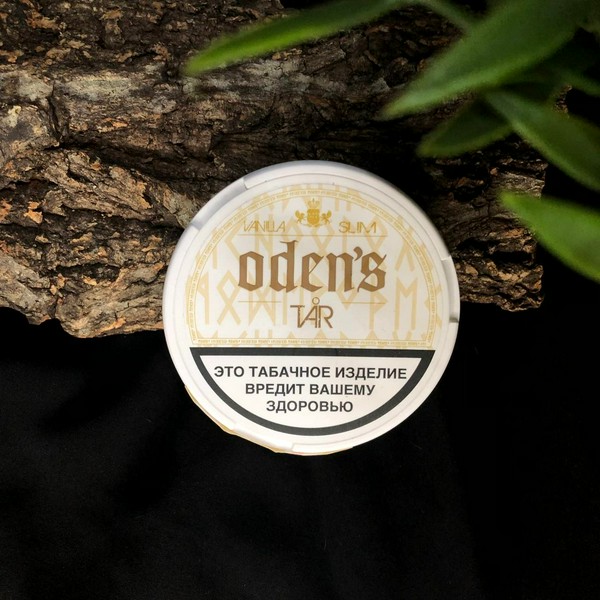 VANILLA SLIM
oden's
TÅR
ЭТО ТАБАЧНОЕ ИЗДЕЛИЕ
ВРЕДИТ ВАШЕМУ
ЗДОРОВЬЮ